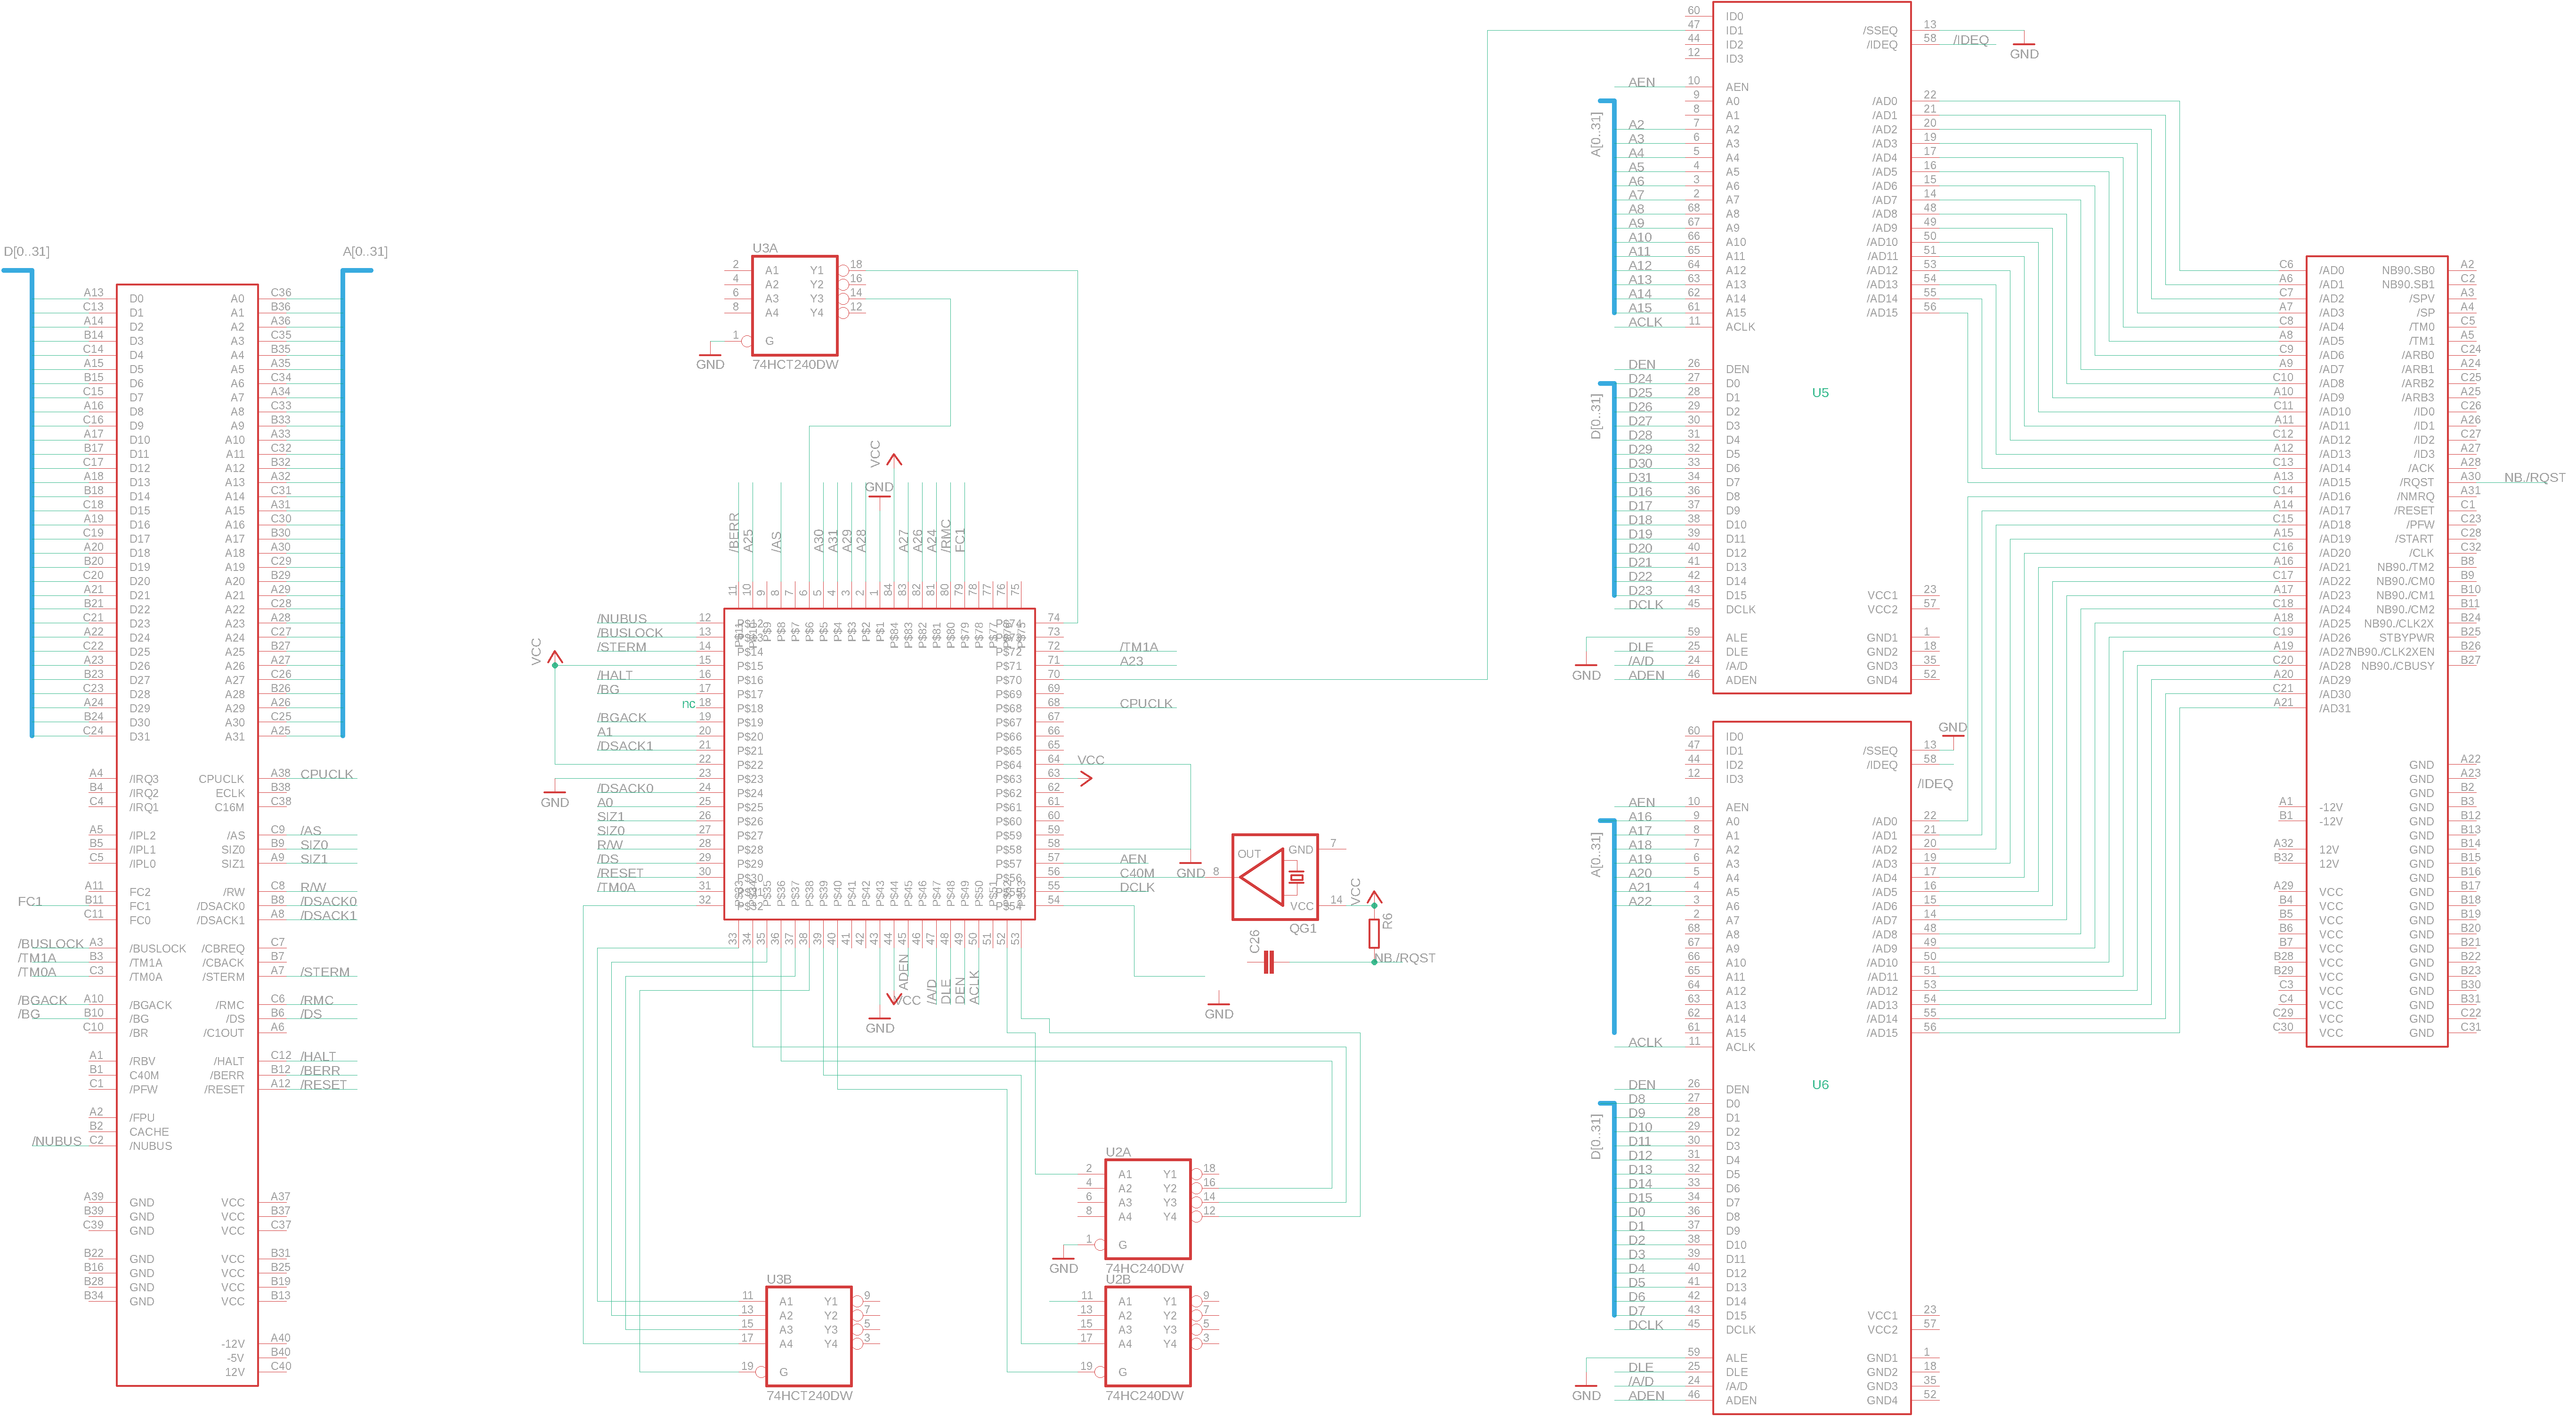 D[0..31]
A[0..31]
A13 D0 A0 C36
C13 D1 A1 B36
A14 D2 A2 A36
B14 D3 A3 C35
C14 D4 A4 B35
A15 D5 A5 A35
B15 D6 A6 C34
C15 D7 A7 A34
A16 D8 A8 C33
C16 D9 A9 B33
A17 D10 A10 A33
B17 D11 A11 C32
C17 D12 A12 B32
A18 D13 A13 A32
B18 D14 A14 C31
C18 D15 A15 A31
A19 D16 A16 C30
C19 D17 A17 B30
A20 D18 A18 A30
B20 D19 A19 C29
C20 D20 A20 B29
A21 D21 A21 A29
B21 D22 A22 C28
C21 D23 A23 A28
A22 D24 A24 C27
C22 D25 A25 B27
A23 D26 A26 A27
B23 D27 A27 C26
C23 D28 A28 B26
A24 D29 A29 A26
B24 D30 A30 C25
C24 D31 A31 A25
A4 /IRQ3 CPUCLK A38 CPUCLK
B4 /IRQ2 ECLK B38
C4 /IRQ1 C16M C38
A5 /IPL2 /AS C9 /AS
B5 /IPL1 SIZ0 B9 SIZ0
C5 /IPL0 SIZ1 A9 SIZ1
A11 FC2 /RW C8 R/W
FC1 B11 FC1 /DSACK0 B8 /DSACK0
C11 FC0 /DSACK1 A8 /DSACK1
/BUSLOCK A3 /BUSLOCK /CBREQ C7
/TM1A B3 /TM1A /CBACK B7
/TM0A C3 /TM0A /STERM A7 /STERM
/BGACK A10 /BGACK /RMC C6 /RMC
/BG B10 /BG /DS B6 /DS
C10 /BR /C1OUT A6
A1 /RBV /HALT C12 /HALT
B1 C40M /BERR B12 /BERR
C1 /PFW /RESET A12 /RESET
A2 /FPU
B2 CACHE
/NUBUS C2 /NUBUS
A39 GND VCC A37
B39 GND VCC B37
C39 GND VCC C37
B22 GND VCC B31
B16 GND VCC B25
B28 GND VCC B19
B34 GND VCC B13
-12V A40
-5V B40
12V C40
U3A
2 A1 Y1 18
4 A2 Y2 16
6 A3 Y3 14
8 A4 Y4 12
1 G
GND
74HCT240DW
VCC
GND
/BERR A25 /AS A30 A31 A29 A28 A27 A26 A24 /RMC FC1
11 10 9 8 7 6 5 4 3 2 1 84 83 82 81 80 79 78 77 76 75
P$11 P$10 P$9 P$8 P$7 P$6 P$5 P$4 P$3 P$2 P$1 P$84 P$83 P$82 P$81 P$80 P$79 P$78 P$77 P$76 P$75
/NUBUS 12 P$12 P$74 74
/BUSLOCK 13 P$13 P$73 73
/STERM 14 P$14 P$72 72 /TM1A
VCC
15 P$15 P$71 71 A23
/HALT 16 P$16 P$70 70
/BG 17 P$17 P$69 69
nc 18 P$18 P$68 68 CPUCLK
/BGACK 19 P$19 P$67 67
A1 20 P$20 P$66 66
/DSACK1 21 P$21 P$65 65
22 P$22 P$64 64 VCC
23 P$23 P$63 63
GND
/DSACK0 24 P$24 P$62 62
A0 25 P$25 P$61 61
SIZ1 26 P$26 P$60 60
SIZ0 27 P$27 P$59 59
R/W 28 P$28 P$58 58
/DS 29 P$29 P$57 57 AEN
/RESET 30 P$30 P$56 56 C40M
/TM0A 31 P$31 P$55 55 DCLK
32 P$32 P$54 54
P$33 P$34 P$35 P$36 P$37 P$38 P$39 P$40 P$41 P$42 P$43 P$44 P$45 P$46 P$47 P$48 P$49 P$50 P$51 P$52 P$53
33 34 35 36 37 38 39 40 41 42 43 44 45 46 47 48 49 50 51 52 53
ADEN /A/D DLE DEN ACLK
VCC
GND
GND
8 OUT GND 7
VCC 14
QG1
VCC
R6
C26
NB./RQST
GND
U3B
11 A1 Y1 9
13 A2 Y2 7
15 A3 Y3 5
17 A4 Y4 3
19 G
74HCT240DW
U2A
2 A1 Y1 18
4 A2 Y2 16
6 A3 Y3 14
8 A4 Y4 12
1 G
GND
74HC240DW
U2B
11 A1 Y1 9
13 A2 Y2 7
15 A3 Y3 5
17 A4 Y4 3
19 G
74HC240DW
60 ID0
47 ID1 /SSEQ 13
44 ID2 /IDEQ 58 /IDEQ
12 ID3
GND
AEN 10 AEN
A[0..31]
9 A0 /AD0 22
8 A1 /AD1 21
A2 7 A2 /AD2 20
A3 6 A3 /AD3 19
A4 5 A4 /AD4 17
A5 4 A5 /AD5 16
A6 3 A6 /AD6 15
A7 2 A7 /AD7 14
A8 68 A8 /AD8 48
A9 67 A9 /AD9 49
A10 66 A10 /AD10 50
A11 65 A11 /AD11 51
A12 64 A12 /AD12 53
A13 63 A13 /AD13 54
A14 62 A14 /AD14 55
A15 61 A15 /AD15 56
ACLK 11 ACLK
DEN 26 DEN
D[0..31]
D24 27 D0
U5
D25 28 D1
D26 29 D2
D27 30 D3
D28 31 D4
D29 32 D5
D30 33 D6
D31 34 D7
D16 36 D8
D17 37 D9
D18 38 D10
D19 39 D11
D20 40 D12
D21 41 D13
D22 42 D14
D23 43 D15 VCC1 23
DCLK 45 DCLK VCC2 57
59 ALE GND1 1
DLE 25 DLE GND2 18
/A/D 24 /A/D GND3 35
ADEN 46 ADEN GND4 52
GND
60 ID0
GND
47 ID1 /SSEQ 13
44 ID2 /IDEQ 58
12 ID3
/IDEQ
AEN 10 AEN
A[0..31]
A16 9 A0 /AD0 22
A17 8 A1 /AD1 21
A18 7 A2 /AD2 20
A19 6 A3 /AD3 19
A20 5 A4 /AD4 17
A21 4 A5 /AD5 16
A22 3 A6 /AD6 15
2 A7 /AD7 14
68 A8 /AD8 48
67 A9 /AD9 49
66 A10 /AD10 50
65 A11 /AD11 51
64 A12 /AD12 53
63 A13 /AD13 54
62 A14 /AD14 55
61 A15 /AD15 56
ACLK 11 ACLK
U6
DEN 26 DEN
D[0..31]
D8 27 D0
D9 28 D1
D10 29 D2
D11 30 D3
D12 31 D4
D13 32 D5
D14 33 D6
D15 34 D7
D0 36 D8
D1 37 D9
D2 38 D10
D3 39 D11
D4 40 D12
D5 41 D13
D6 42 D14
D7 43 D15 VCC1 23
DCLK 45 DCLK VCC2 57
59 ALE GND1 1
DLE 25 DLE GND2 18
/A/D 24 /A/D GND3 35
ADEN 46 ADEN GND4 52
GND
C6 /AD0 NB90.SB0 A2
A6 /AD1 NB90.SB1 C2
C7 /AD2 /SPV A3
A7 /AD3 /SP A4
C8 /AD4 /TM0 C5
A8 /AD5 /TM1 A5
C9 /AD6 /ARB0 C24
A9 /AD7 /ARB1 A24
C10 /AD8 /ARB2 C25
A10 /AD9 /ARB3 A25
C11 /AD10 /ID0 C26
A11 /AD11 /ID1 A26
C12 /AD12 /ID2 C27
A12 /AD13 /ID3 A27
C13 /AD14 /ACK A28
A13 /AD15 /RQST A30 NB./RQST
C14 /AD16 /NMRQ A31
A14 /AD17 /RESET C1
C15 /AD18 /PFW C23
A15 /AD19 /START C28
C16 /AD20 /CLK C32
A16 /AD21 NB90./TM2 B8
C17 /AD22 NB90./CM0 B9
A17 /AD23 NB90./CM1 B10
C18 /AD24 NB90./CM2 B11
A18 /AD25 NB90./CLK2X B24
C19 /AD26 STBYPWR B25
A19 /AD27 NB90./CLK2XEN B26
C20 /AD28 NB90./CBUSY B27
A20 /AD29
C21 /AD30
A21 /AD31
GND A22
GND A23
GND B2
A1 -12V GND B3
B1 -12V GND B12
GND B13
A32 12V GND B14
B32 12V GND B15
GND B16
A29 VCC GND B17
B4 VCC GND B18
B5 VCC GND B19
B6 VCC GND B20
B7 VCC GND B21
B28 VCC GND B22
B29 VCC GND B23
C3 VCC GND B30
C4 VCC GND B31
C29 VCC GND C22
C30 VCC GND C31